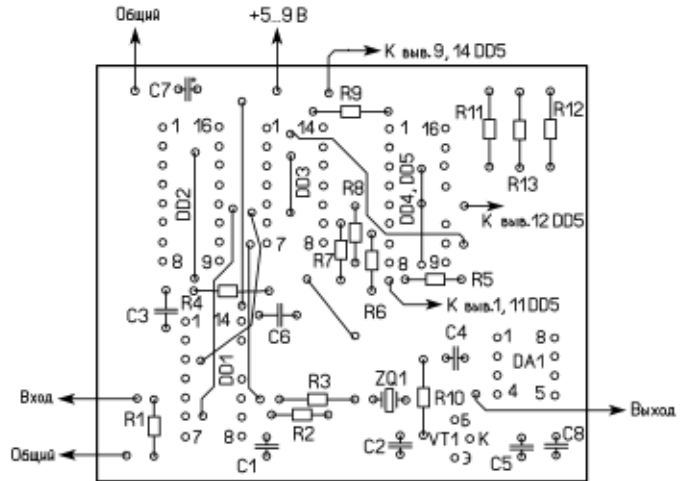 Общий
+5...9 В
К выв. 9, 14 DD5
C7
R9
R11
R12
R13
1
16
1
14
1
16
DD2
DD3
DD4, DD5
R8
R7
R6
К выв. 12 DD5
8
9
7
8
8
9
R5
К выв. 1, 11 DD5
R4
C3
1
14
C6
C4
1
8
DA1
4
5
DD1
Вход
R1
R3
ZQ1
R10
Выход
R2
7
8
C1
C2
Б
VT1
К
Э
C5
C8
Общий